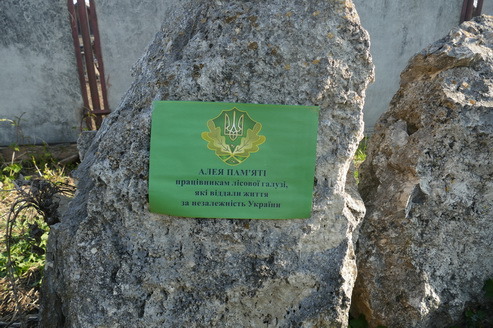 АЛЕЯ ПАМ'ЯТІ
працівникам лісової галузі,
які віддали життя
за незалежність України